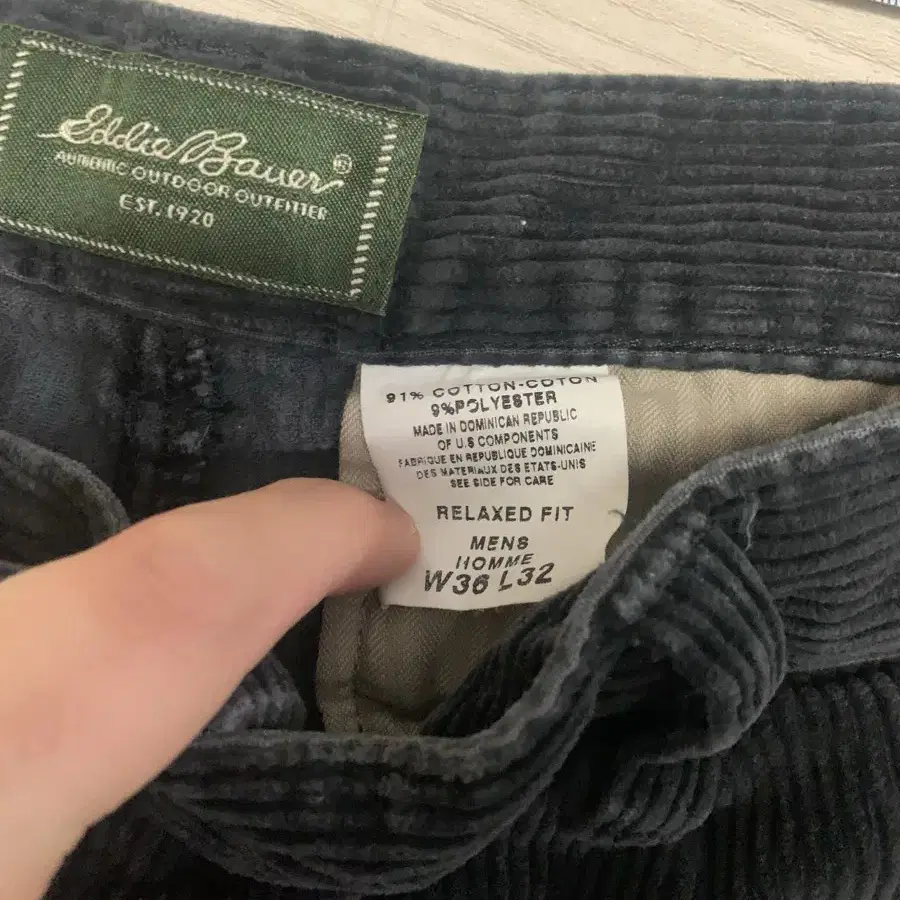 Eddie Bauer®
AUTHENTIC OUTDOOR OUTFITTER
EST. 1920
91% COTTON-COTON
9%POLYESTER
MADE IN DOMINICAN REPUBLIC
OF U.S COMPONENTS
FABRIQUE EN REPUBLIQUE DOMINICAINE
DES MATERIAUX DES ETATS-UNIS
SEE SIDE FOR CARE
RELAXED FIT
MENS
HOMME
W36 L32